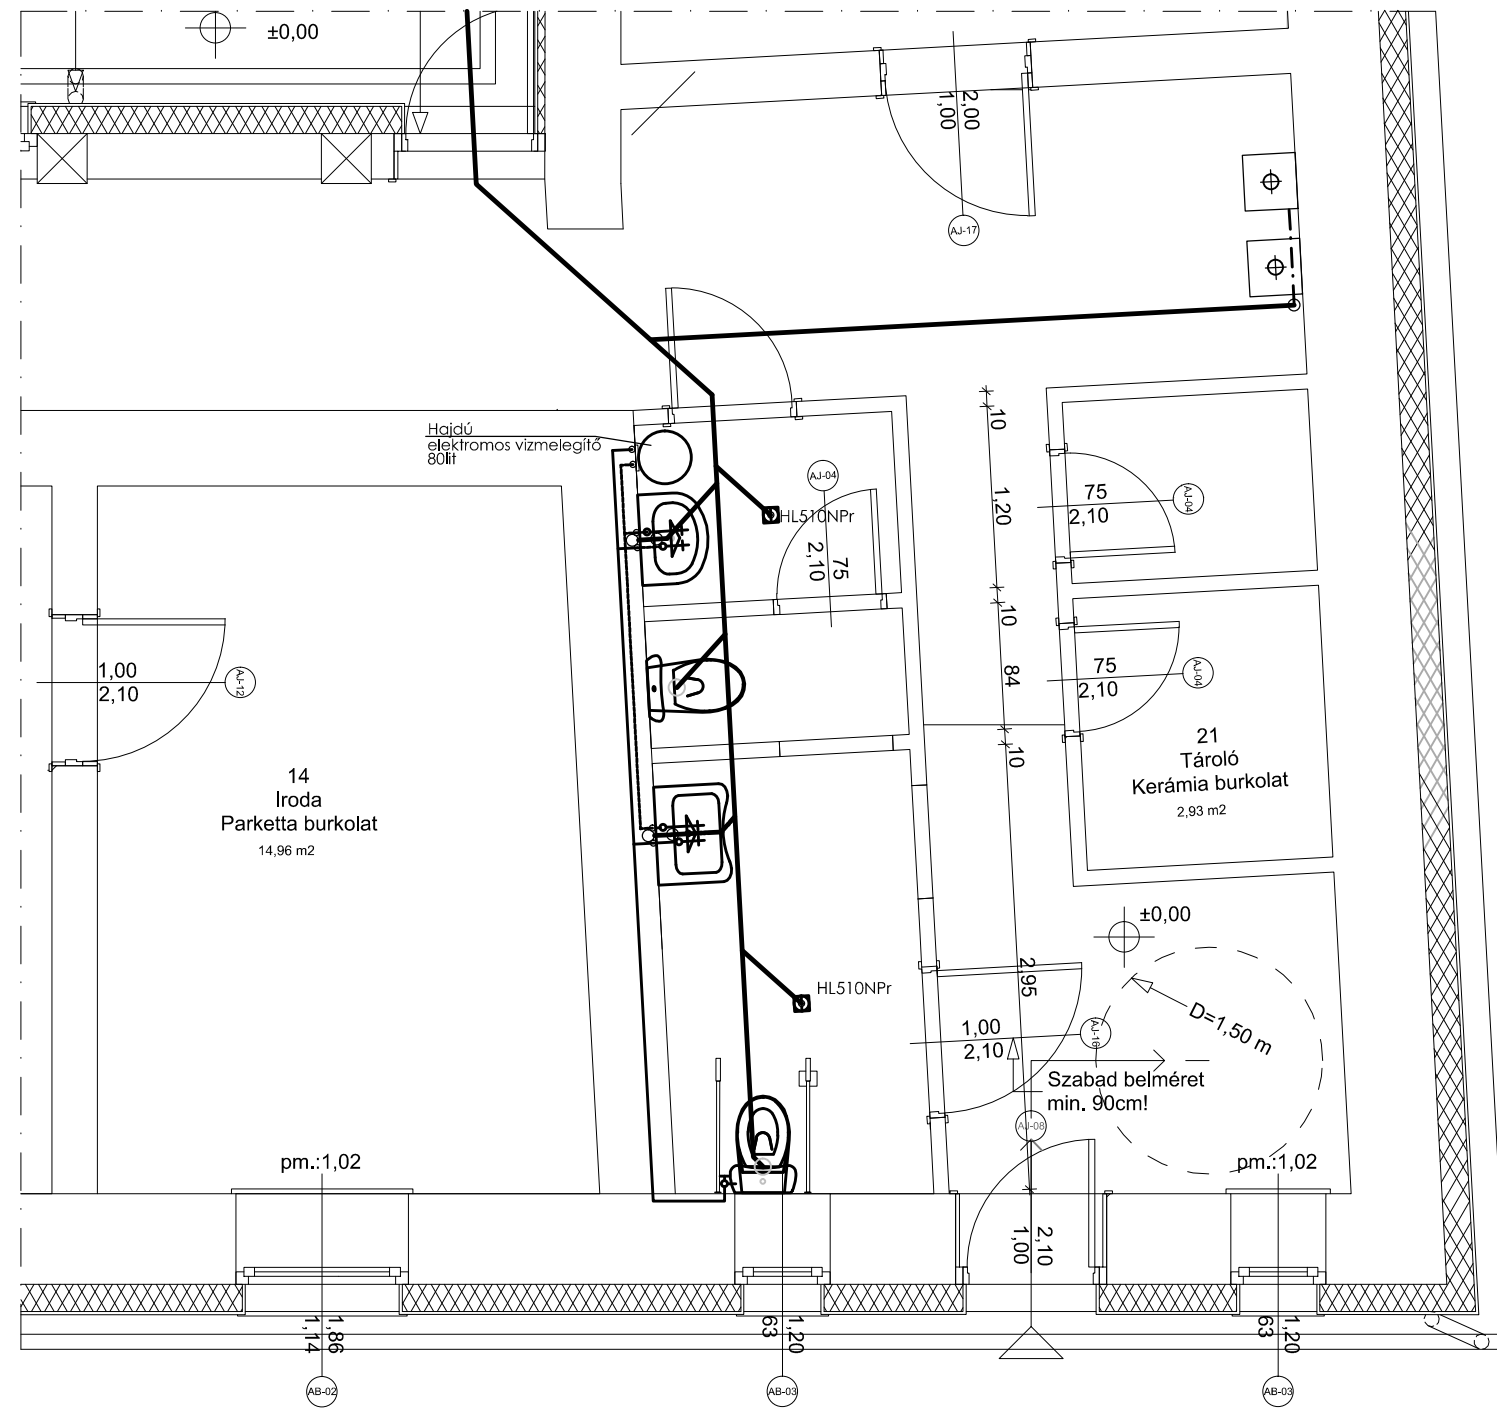 ±0,00
2,00
1,00
AJ-17
Hajdú
elektromos vizmelegítő
80lit
AJ-04
HL510NPr
75
2,10
10
1,20
10
84
10
2,95
75
2,10
AJ-04
75
2,10
AJ-04
1,00
2,10
AJ-12
14
Iroda
Parketta burkolat
14,96 m2
21
Tároló
Kerámia burkolat
2,93 m2
±0,00
HL510NPr
D=1,50 m
1,00
2,10
AJ-16
Szabad belméret
min. 90cm!
AJ-08
pm.:1,02
pm.:1,02
2,10
1,00
1,86
1,14
1,20
63
1,20
63
AB-02
AB-03
AB-03